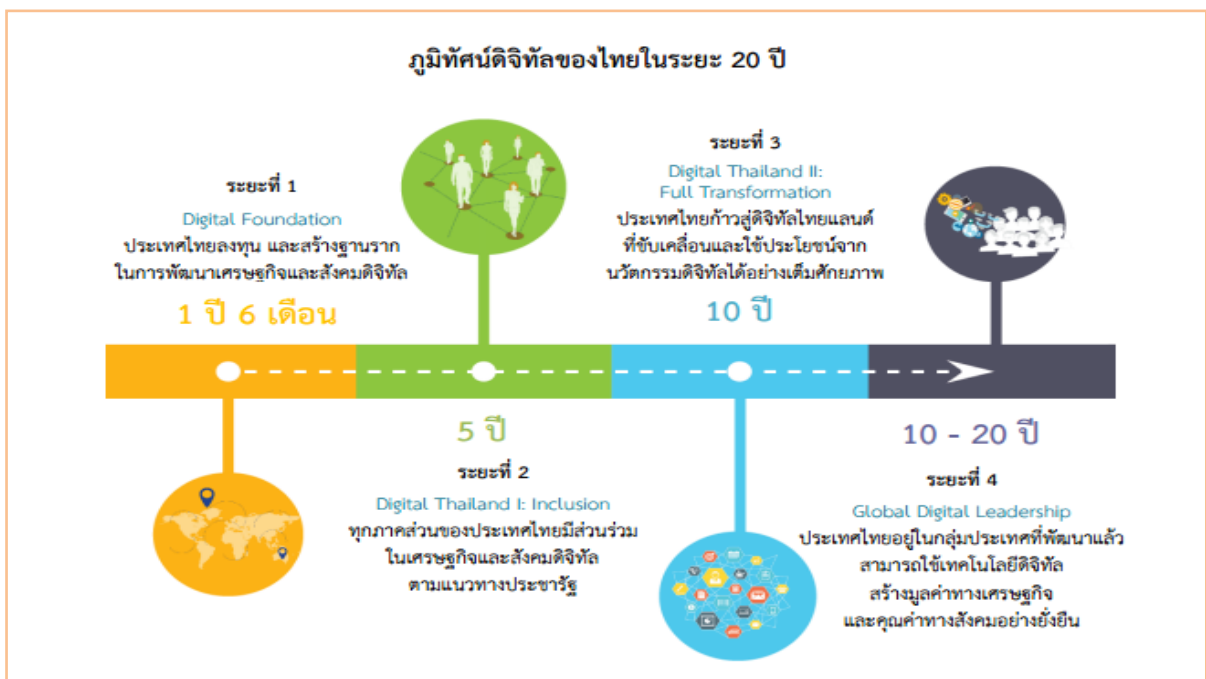 ภูมิทัศน์ดิจิทัลของไทยในระยะ 20 ปี
ระยะที่ 1
Digital Foundation
ประเทศไทยลงทุน และสร้างฐานราก
ในการพัฒนาเศรษฐกิจและสังคมดิจิทัล
1 ปี 6 เดือน
5 ปี
ระยะที่ 2
Digital Thailand I: Inclusion
ทุกภาคส่วนของประเทศไทยมีส่วนร่วม
ในเศรษฐกิจและสังคมดิจิทัล
ตามแนวทางประชารัฐ
ระยะที่ 3
Digital Thailand II:
Full Transformation
ประเทศไทยก้าวสู่ดิจิทัลไทยแลนด์
ที่ขับเคลื่อนและใช้ประโยชน์จาก
นวัตกรรมดิจิทัลได้อย่างเต็มศักยภาพ
10 ปี
10 - 20 ปี
ระยะที่ 4
Global Digital Leadership
ประเทศไทยอยู่ในกลุ่มประเทศที่พัฒนาแล้ว
สามารถใช้เทคโนโลยีดิจิทัล
สร้างมูลค่าทางเศรษฐกิจ
และคุณค่าทางสังคมอย่างยั่งยืน